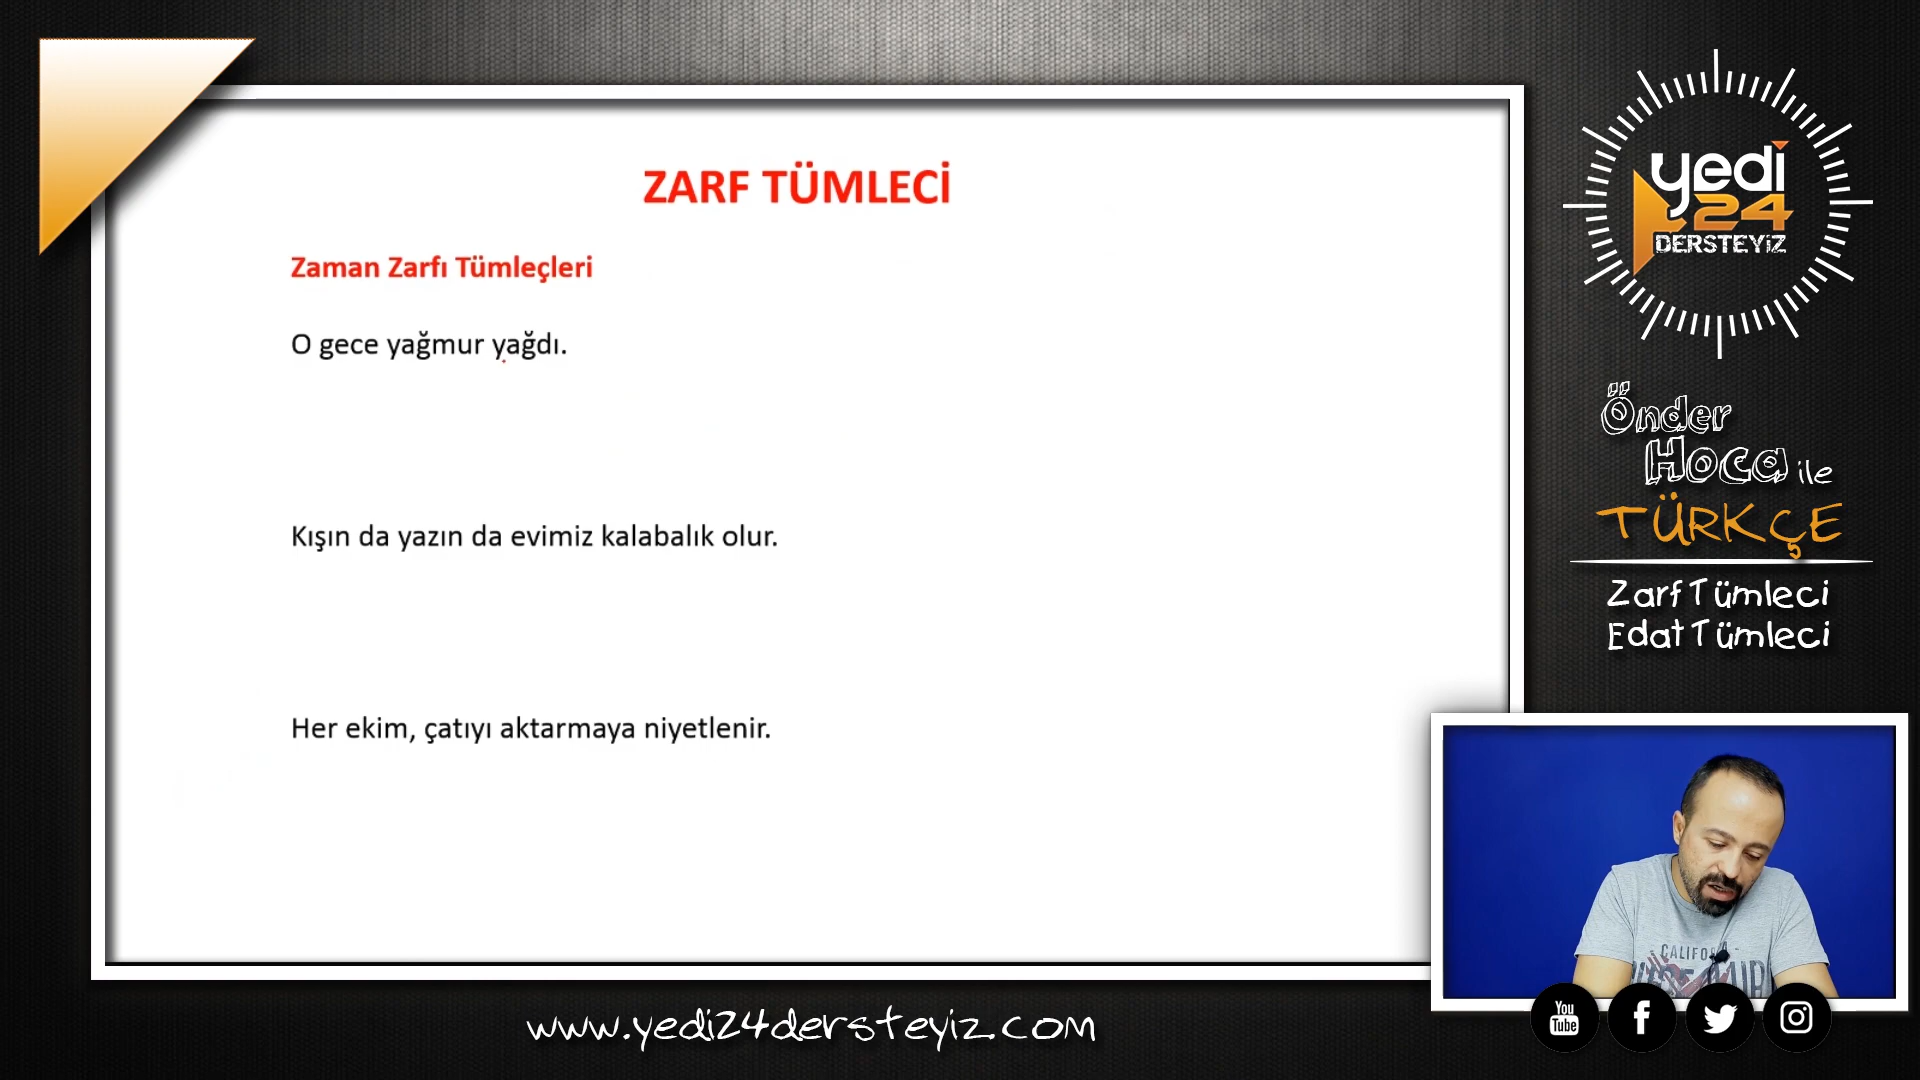 ZARF TÜMLECİ
Zaman Zarfı Tümleçleri
O gece yağmur yağdı.
Kışın da yazın da evimiz kalabalık olur.
Her ekim, çatıyı aktarmaya niyetlenir.
yedi
24
DERSTEYİZ
Önder
Hoca ile
TÜRKÇE
Zarf Tümleci
Edat Tümleci
CALIFO
www.yedi24dersteyiz.com
You
Tube